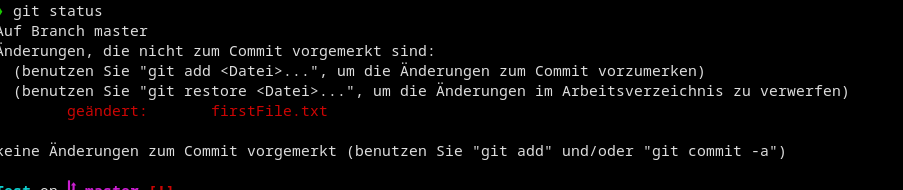 ❯ git status
Auf Branch master
Änderungen, die nicht zum Commit vorgemerkt sind:
  (benutzen Sie "git add <Datei>...", um die Änderungen zum Commit vorzumerken)
  (benutzen Sie "git restore <Datei>...", um die Änderungen im Arbeitsverzeichnis zu verwerfen)
        geändert:       firstFile.txt

keine Änderungen zum Commit vorgemerkt (benutzen Sie "git add" und/oder "git commit -a")

on master [!]